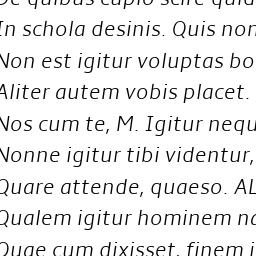 De quibus cupio scire quid
In schola desinis. Quis non
Non est igitur voluptas bo
Aliter autem vobis placet.
Nos cum te, M. Igitur nequ
Nonne igitur tibi videntur,
Quare attende, quaeso. AL
Qualem igitur hominem na
Quae cum dixisset, finem i